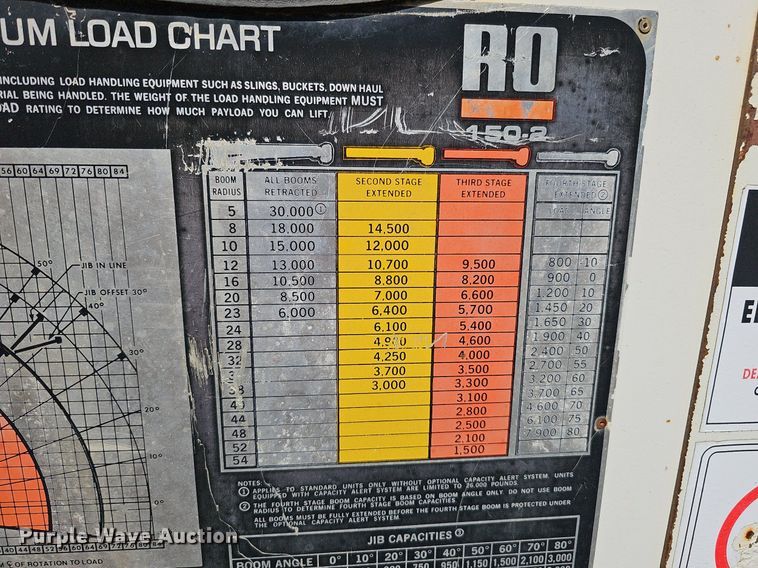 UM LOAD CHART
RO
150-2
INCLUDING LOAD HANDLING EQUIPMENT SUCH AS SLINGS, BUCKETS, DOWN HAUL
RIAL BEING HANDLED. THE WEIGHT OF THE LOAD HANDLING EQUIPMENT MUST
OAD RATING TO DETERMINE HOW MUCH PAYLOAD YOU CAN LIFT
56 60 64 69 72 76 80 84
50°
JIB IN LINE
JIB OFFSET 30°
40°
30°
20°
10°
0°
BOOM RADIUS ALL BOOMS RETRACTED SECOND STAGE EXTENDED THIRD STAGE EXTENDED FOURTH STAGE EXTENDED ②
LOAD ANGLE
5 30.000 ①
8 18,000 14,500
10 15.000 12,000
12 13,000 10,700 9,500 800 -10
16 10,500 8,800 8,200 900 0
20 8,500 7,000 6,600 1,200 10
23 6,000 6,400 5,700 1,450 20
24 6,100 5,400 1,650 30
28 4,900 4,600 1,900 40
32 4,250 4,000 2,400 50
3,700 3,500 2,700 55
3,000 3,300 3,200 60
3,100 3,700 65
44 2,800 4,600 70
48 2,500 6,100 75
52 2,100 7,900 80
54 1,500
NOTES:
① APPLIES TO STANDARD UNITS ONLY WITHOUT OPTIONAL CAPACITY ALERT SYSTEM. UNITS
EQUIPPED WITH CAPACITY ALERT SYSTEM ARE LIMITED TO 26,000 POUNDS.
② THE FOURTH STAGE BOOM CAPACITY IS BASED ON BOOM ANGLE ONLY DO NOT USE BOOM
RADIUS TO DETERMINE FOURTH STAGE BOOM CAPACITIES.
ALL BOOMS MUST BE FULLY EXTENDED BEFORE THE FOURTH STAGE BOOM IS PROTECTED UNDER
THE OPTIONAL CAPACITY ALERT SYSTEM.
JIB CAPACITIES ③
BOOM ANGLE 0° 10° 20° 30° 40° 50° 60° 70° 80°
750 950 1,150 1,500 2,100 3,000
OF ROTATION TO LOAD
Purple Wave Auction